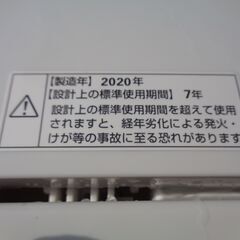 【製造年】2020年
【設計上の標準使用期間】7年
設計上の標準使用期間を超えて使用
されますと、経年劣化による発火・
けが等の事故に至る恐れがあります